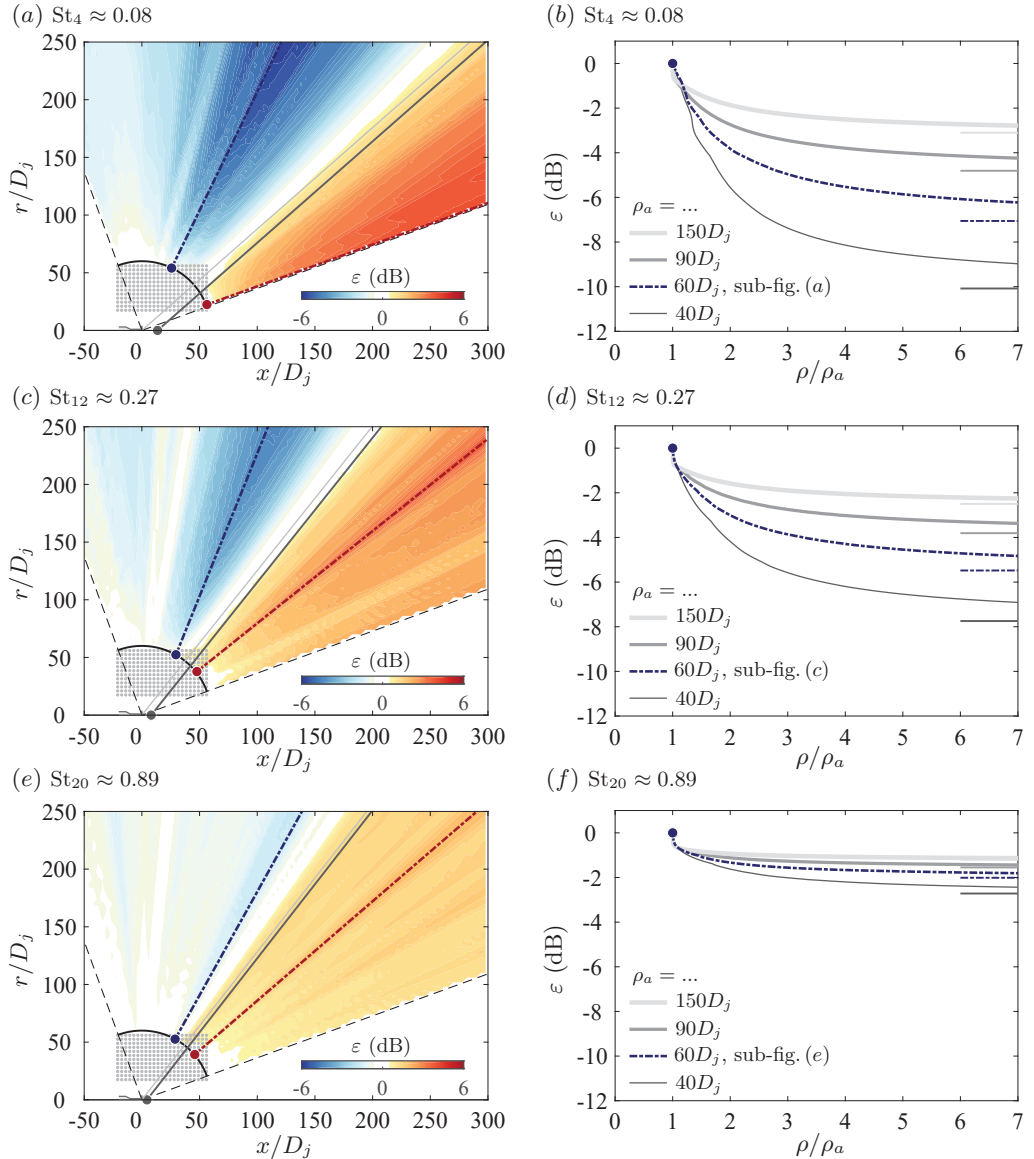 (a) St₄ ≈ 0.08
250
200
150
100
50
0
r/Dⱼ
ε (dB)
-6 0 6
-50 0 50 100 150 200 250 300
x/Dⱼ
(b) St₄ ≈ 0.08
0
-2
-4
-6
-8
-10
-12
ε (dB)
ρₐ = ...
150Dⱼ
90Dⱼ
60Dⱼ, sub-fig. (a)
40Dⱼ
0 1 2 3 4 5 6 7
ρ/ρₐ
(c) St₁₂ ≈ 0.27
250
200
150
100
50
0
r/Dⱼ
ε (dB)
-6 0 6
-50 0 50 100 150 200 250 300
x/Dⱼ
(d) St₁₂ ≈ 0.27
0
-2
-4
-6
-8
-10
-12
ε (dB)
ρₐ = ...
150Dⱼ
90Dⱼ
60Dⱼ, sub-fig. (c)
40Dⱼ
0 1 2 3 4 5 6 7
ρ/ρₐ
(e) St₂₀ ≈ 0.89
250
200
150
100
50
0
r/Dⱼ
ε (dB)
-6 0 6
-50 0 50 100 150 200 250 300
x/Dⱼ
(f) St₂₀ ≈ 0.89
0
-2
-4
-6
-8
-10
-12
ε (dB)
ρₐ = ...
150Dⱼ
90Dⱼ
60Dⱼ, sub-fig. (e)
40Dⱼ
0 1 2 3 4 5 6 7
ρ/ρₐ